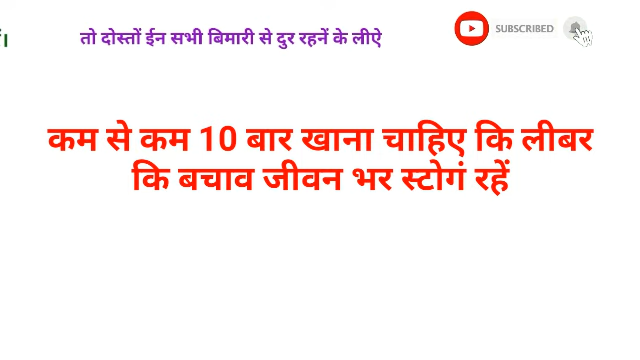 तो दोस्तों ईन सभी बिमारी से दुर रहनें के लीऐ
SUBSCRIBED
कम से कम 10 बार खाना चाहिए कि लीबर
कि बचाव जीवन भर स्टोगं रहें